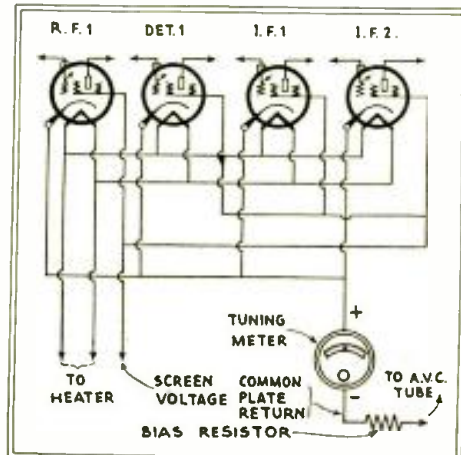 R.F.1 DET.1 I.F.1 I.F.2.
+
TUNING METER
TO HEATER
SCREEN VOLTAGE
COMMON PLATE RETURN
-
TO A.V.C. TUBE
BIAS RESISTOR